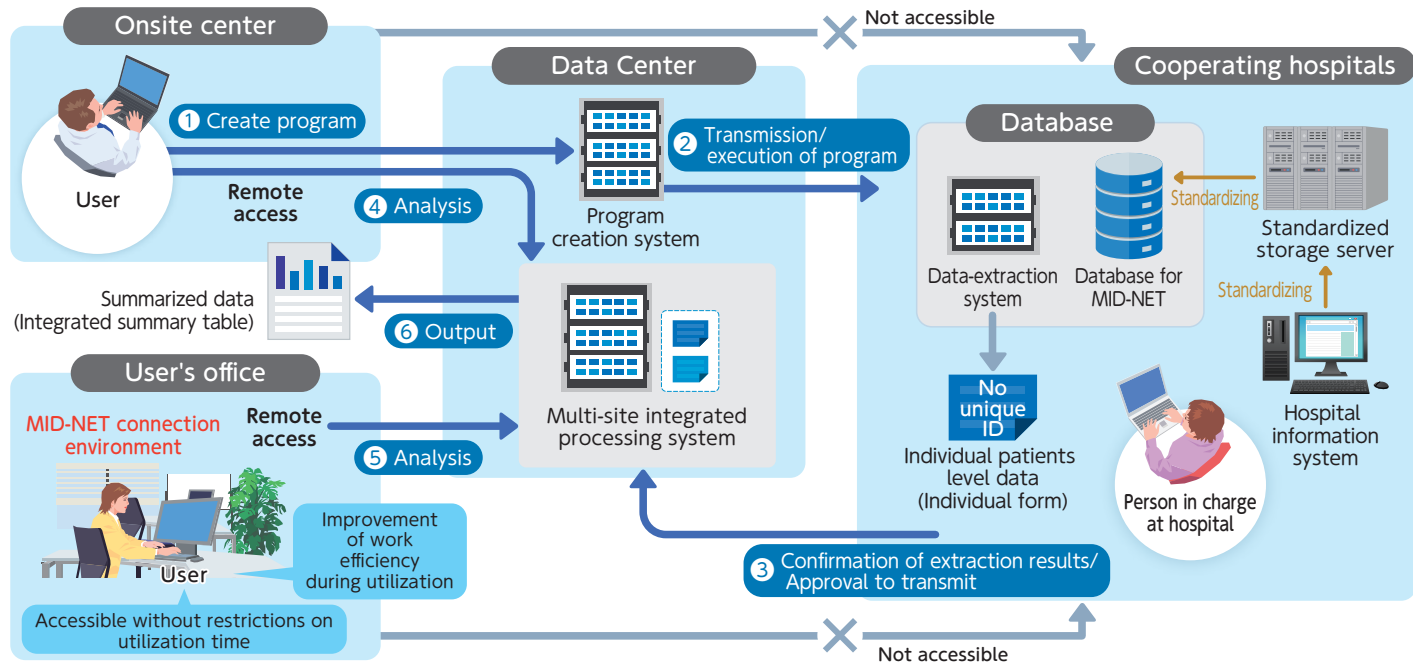 Onsite center
Not accessible
Data Center
Cooperating hospitals
① Create program
User
Remote
access
④ Analysis
Program
creation system
② Transmission/
execution of program
Database
Data-extraction
system
Database for
MID-NET
Standardizing
Standardized
storage server
Standardizing
Hospital
information
system
Summarized data
(Integrated summary table)
⑥ Output
Multi-site integrated
processing system
No
unique
ID
Individual patients
level data
(Individual form)
Person in charge
at hospital
③ Confirmation of extraction results/
Approval to transmit
User's office
MID-NET connection
environment
Remote
access
⑤ Analysis
User
Improvement
of work
efficiency
during utilization
Accessible without restrictions on
utilization time
Not accessible